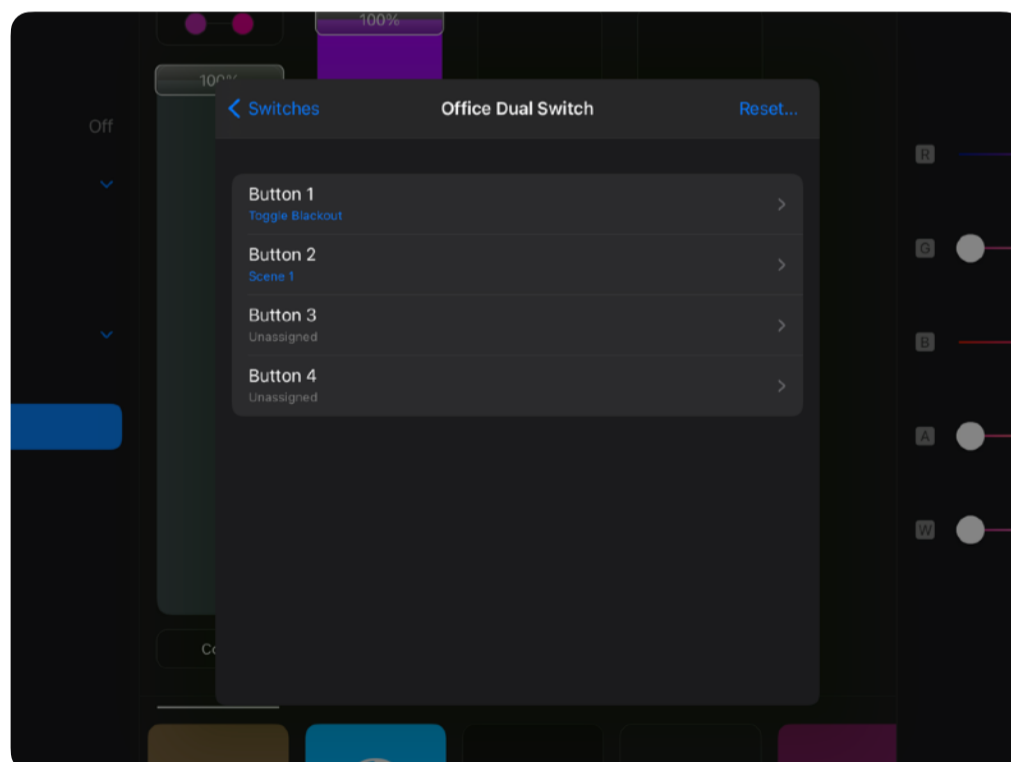 100%
100%
Switches
Office Dual Switch
Reset...
Off
Button 1
Toggle Blackout
Button 2
Scene 1
Button 3
Unassigned
Button 4
Unassigned
R
G
B
A
W